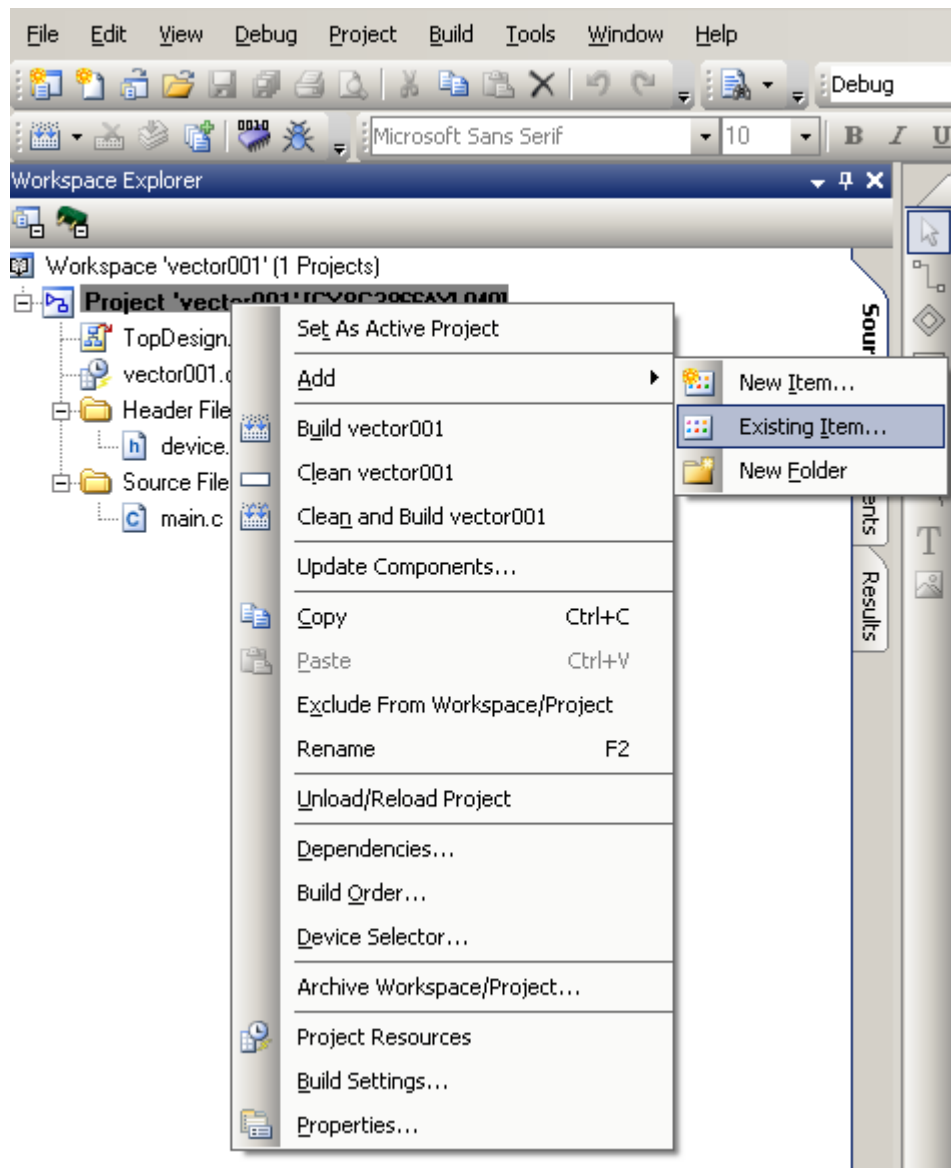 File Edit View Debug Project Build Tools Window Help
Debug
Microsoft Sans Serif 10 B I U
Workspace Explorer
Workspace 'vector001' (1 Projects)
Project 'vector001' [CY8C3866AXI-040]
TopDesign.
vector001.c
Header File
device.
Source File
main.c
Set As Active Project
Add
Build vector001
Clean vector001
Clean and Build vector001
Update Components...
Copy Ctrl+C
Paste Ctrl+V
Exclude From Workspace/Project
Rename F2
Unload/Reload Project
Dependencies...
Build Order...
Device Selector...
Archive Workspace/Project...
Project Resources
Build Settings...
Properties...
New Item...
Existing Item...
New Folder
Sour
ents
Results